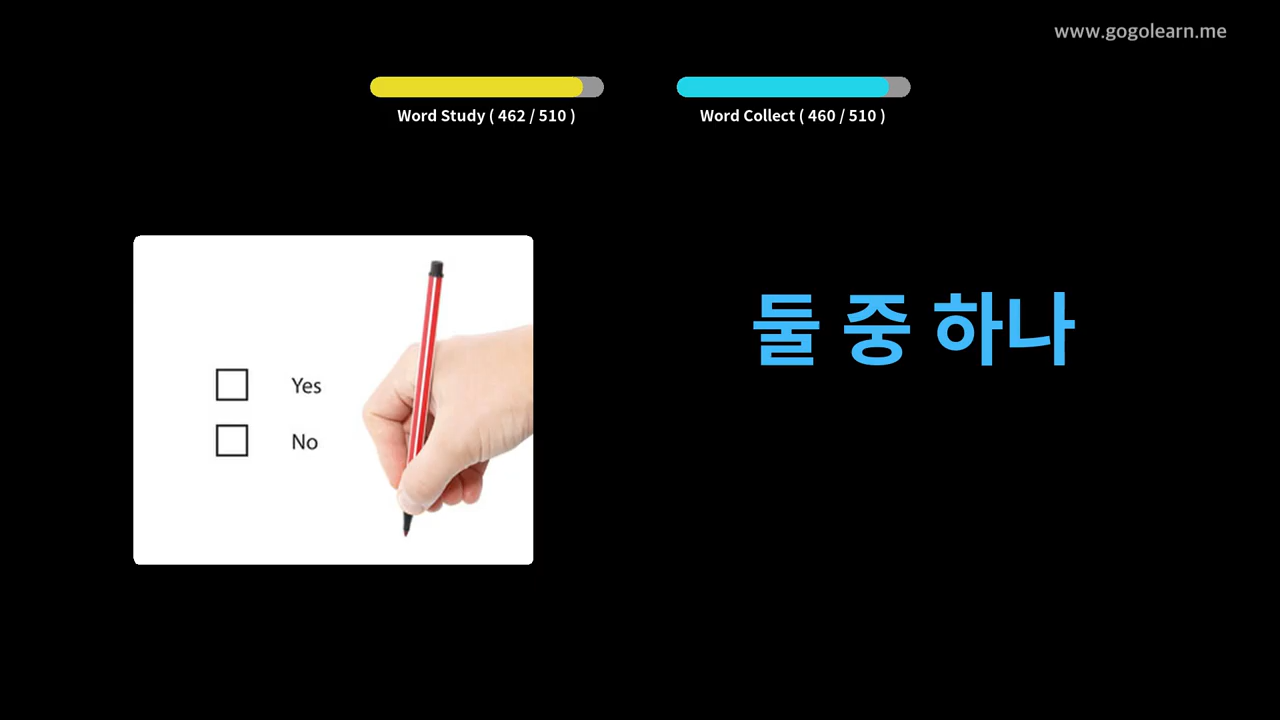 www.gogolearn.me
Word Study ( 462 / 510 )
Word Collect ( 460 / 510 )
둘 중 하나
Yes
No